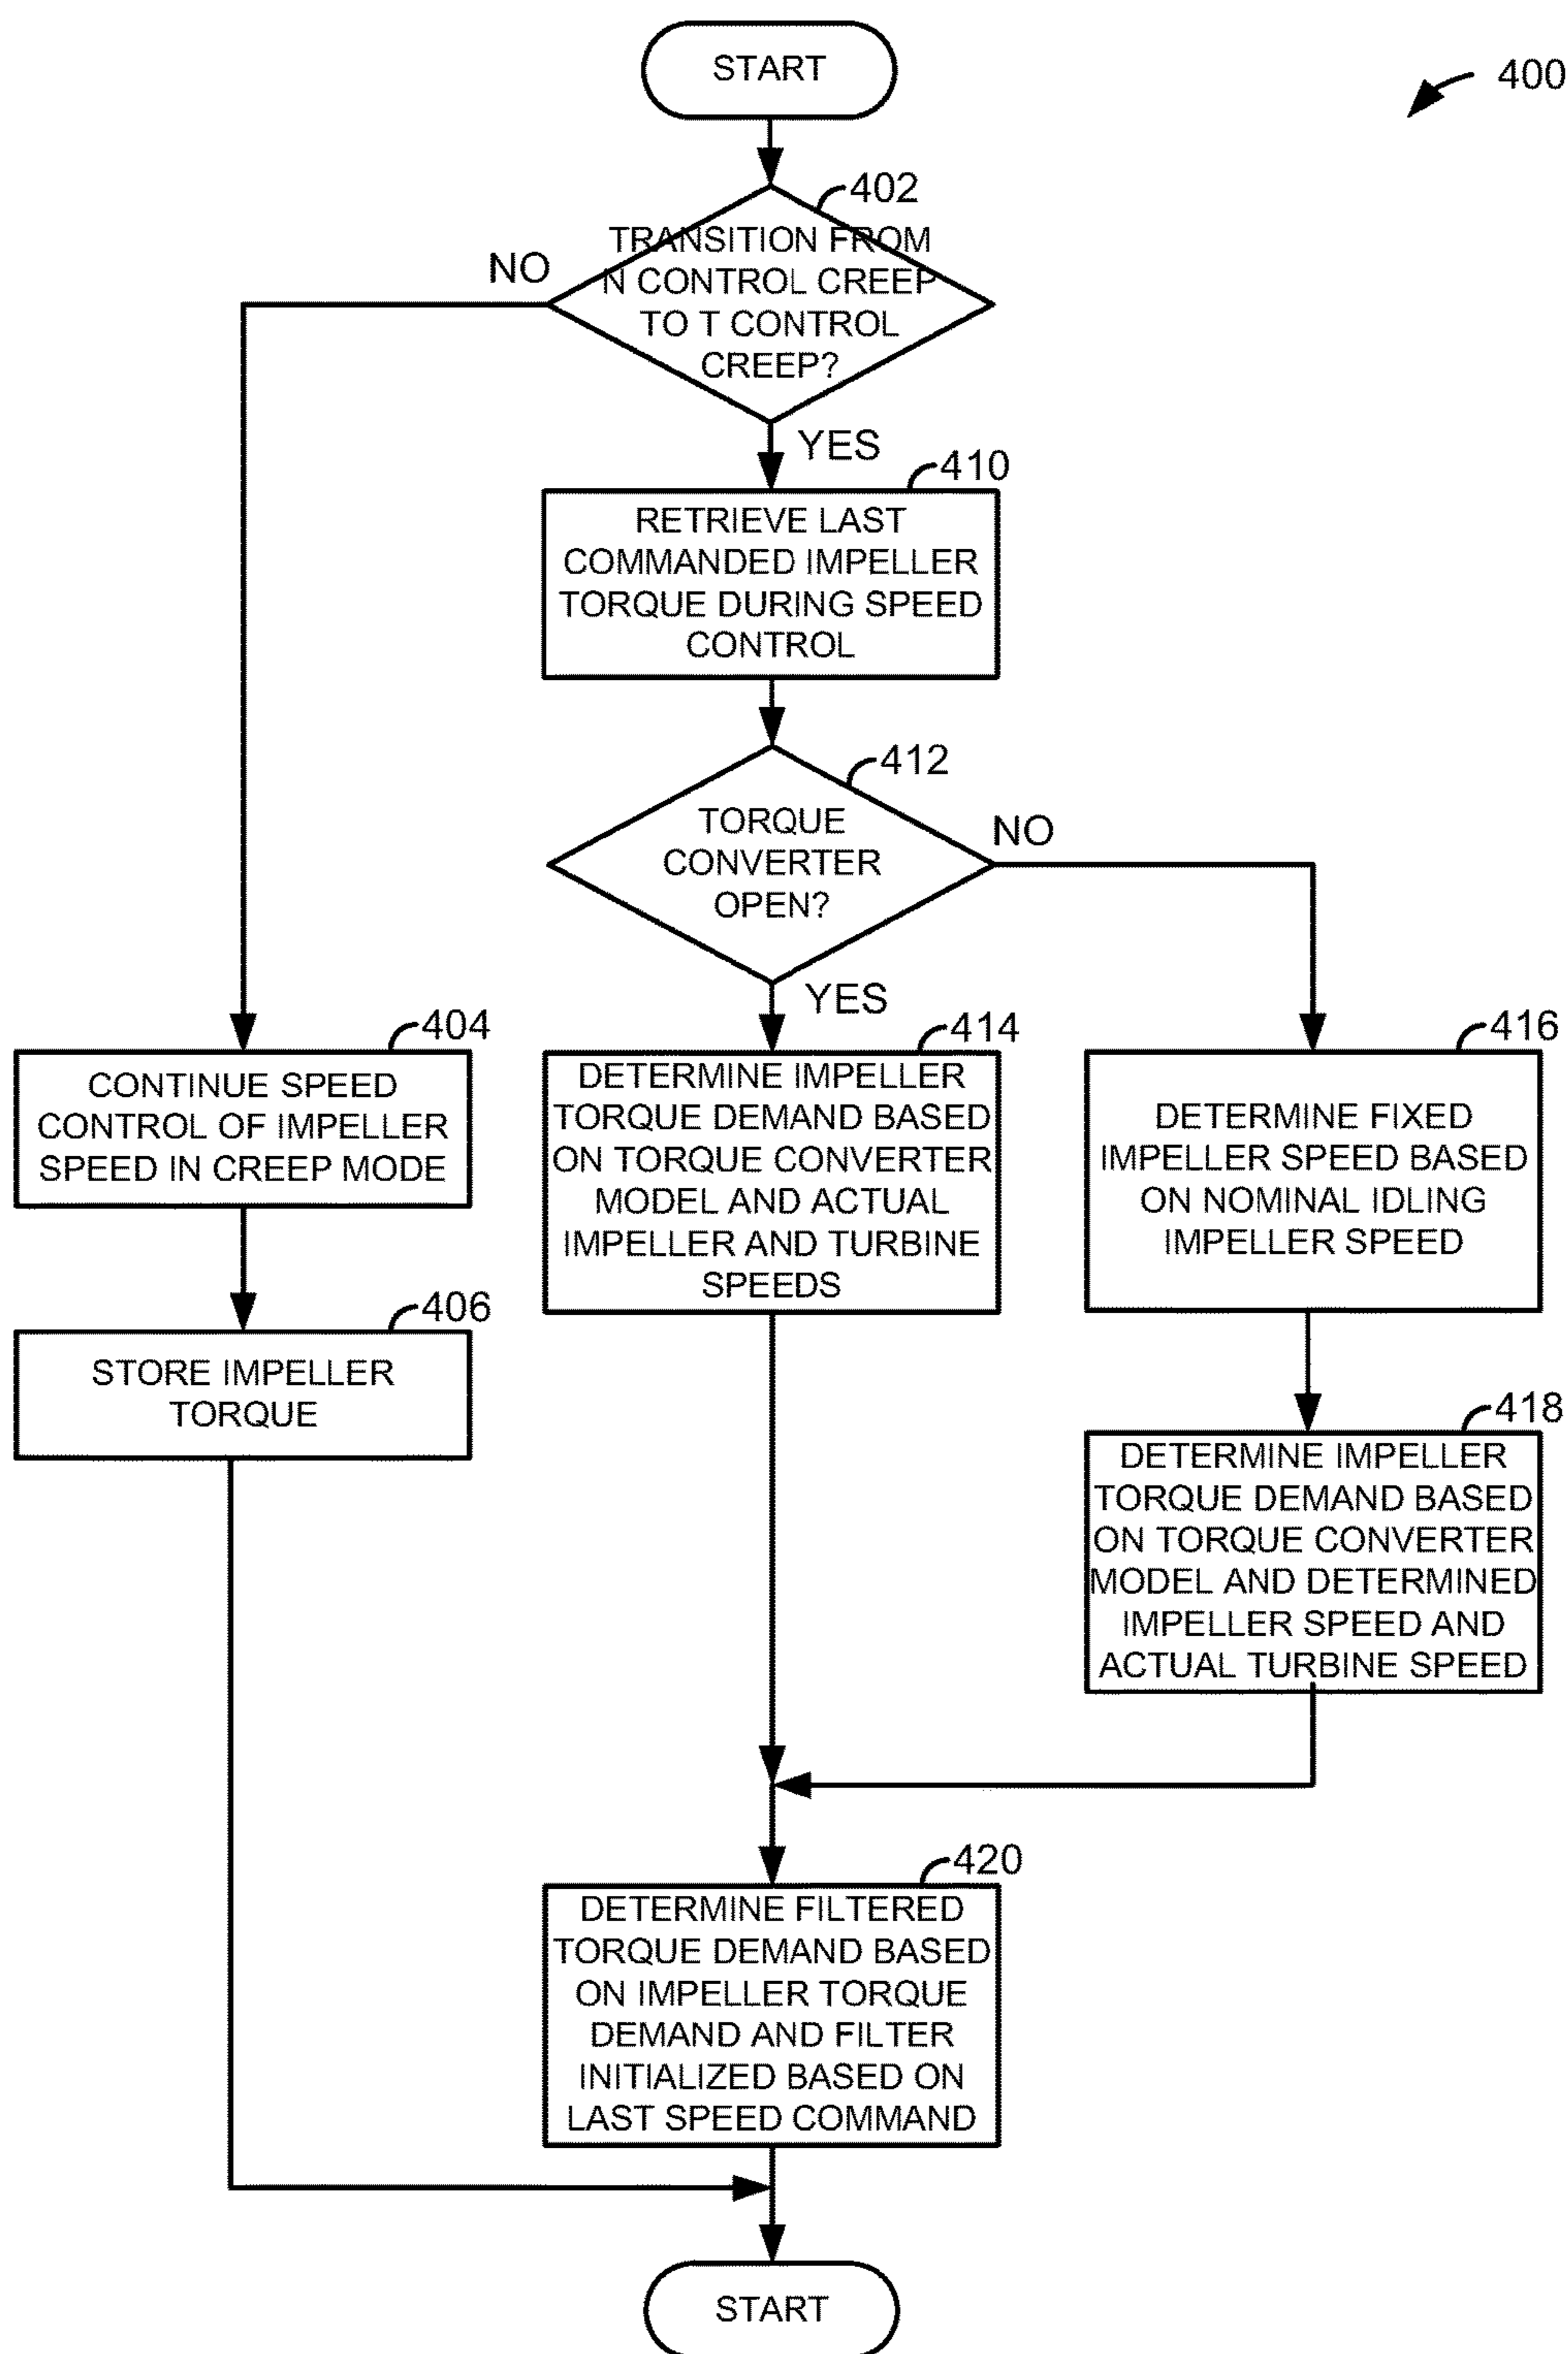 START
400
402
TRANSITION FROM
N CONTROL CREEP
TO T CONTROL
CREEP?
NO
YES
410
RETRIEVE LAST
COMMANDED IMPELLER
TORQUE DURING SPEED
CONTROL
412
TORQUE
CONVERTER
OPEN?
NO
YES
404
CONTINUE SPEED
CONTROL OF IMPELLER
SPEED IN CREEP MODE
414
DETERMINE IMPELLER
TORQUE DEMAND BASED
ON TORQUE CONVERTER
MODEL AND ACTUAL
IMPELLER AND TURBINE
SPEEDS
416
DETERMINE FIXED
IMPELLER SPEED BASED
ON NOMINAL IDLING
IMPELLER SPEED
406
STORE IMPELLER
TORQUE
418
DETERMINE IMPELLER
TORQUE DEMAND BASED
ON TORQUE CONVERTER
MODEL AND DETERMINED
IMPELLER SPEED AND
ACTUAL TURBINE SPEED
420
DETERMINE FILTERED
TORQUE DEMAND BASED
ON IMPELLER TORQUE
DEMAND AND FILTER
INITIALIZED BASED ON
LAST SPEED COMMAND
START